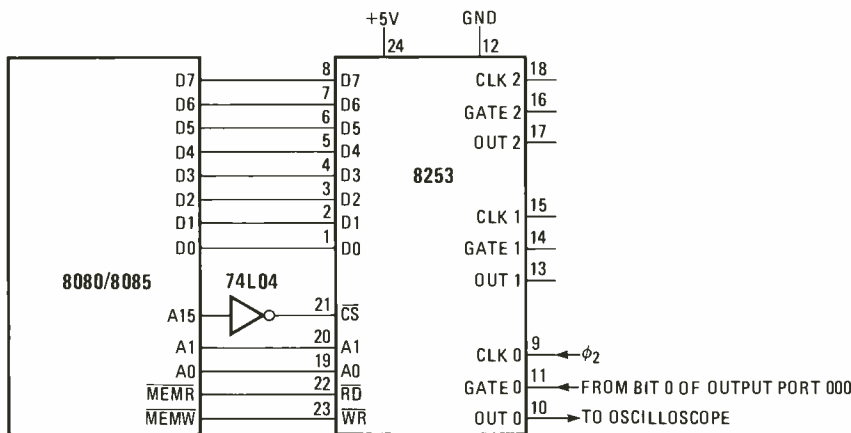 +5V GND
24 12
D7 8 D7 CLK 2 18
D6 7 D6 GATE 2 16
D5 6 D5 OUT 2 17
D4 5 D4
D3 4 D3 8253
D2 3 D2 CLK 1 15
D1 2 D1 GATE 1 14
D0 1 D0 OUT 1 13
8080/8085 74L04
A15 21 CS
A1 20 A1 CLK 0 9 φ2
A0 19 A0
MEMR 22 RD GATE 0 11 FROM BIT 0 OF OUTPUT PORT 000
MEMW 23 WR OUT 0 10 TO OSCILLOSCOPE